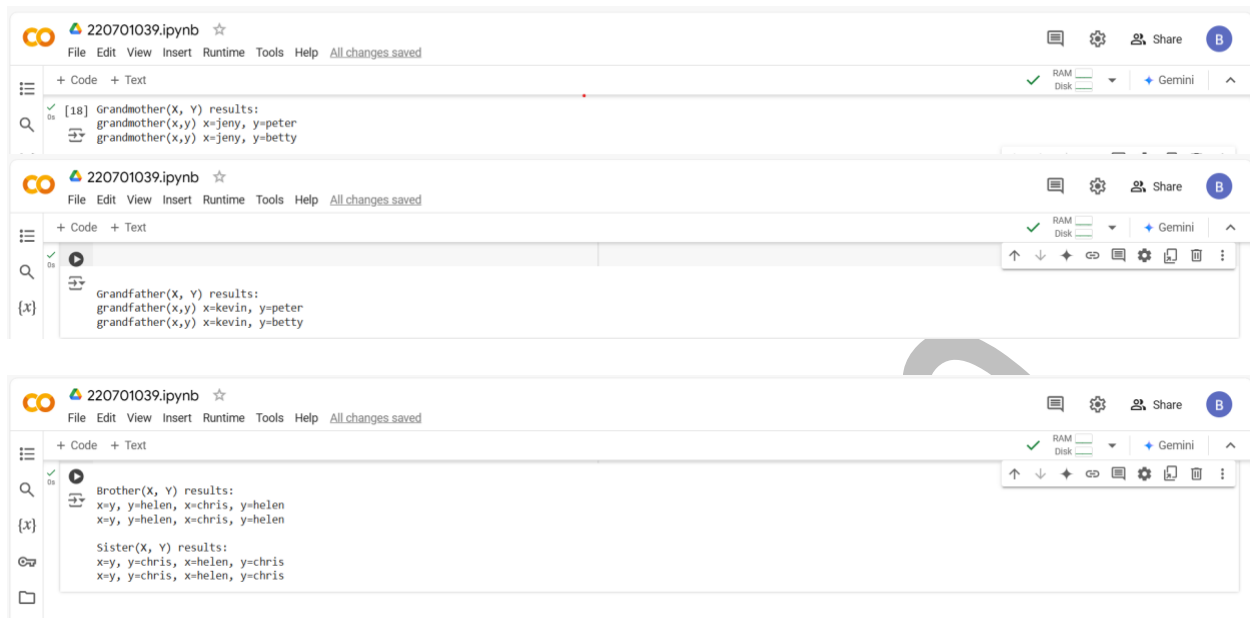 220701039.ipynb
File Edit View Insert Runtime Tools Help All changes saved
Share
B
+ Code + Text
RAM
Disk
Gemini
0s
[18] Grandmother(X, Y) results:
grandmother(x,y) x=jeny, y=peter
grandmother(x,y) x=jeny, y=betty
220701039.ipynb
File Edit View Insert Runtime Tools Help All changes saved
Share
B
+ Code + Text
RAM
Disk
Gemini
0s
{x}
Grandfather(X, Y) results:
grandfather(x,y) x=kevin, y=peter
grandfather(x,y) x=kevin, y=betty
220701039.ipynb
File Edit View Insert Runtime Tools Help All changes saved
Share
B
+ Code + Text
RAM
Disk
Gemini
0s
{x}
Brother(X, Y) results:
x=y, y=helen, x=chris, y=helen
x=y, y=helen, x=chris, y=helen
Sister(X, Y) results:
x=y, y=chris, x=helen, y=chris
x=y, y=chris, x=helen, y=chris